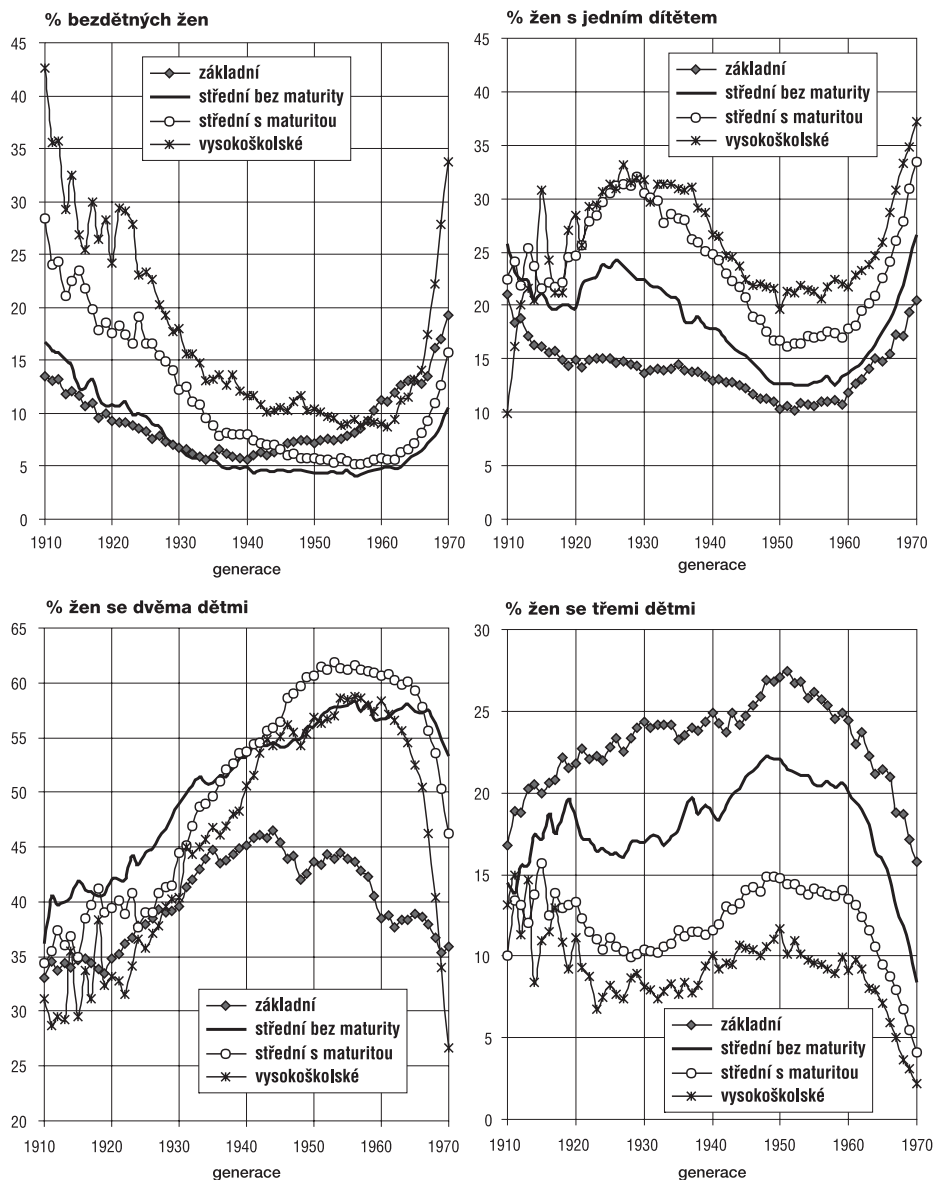 % bezdětných žen
45
40
35
30
25
20
15
10
5
0
základní
střední bez maturity
střední s maturitou
vysokoškolské
1910 1920 1930 1940 1950 1960 1970
generace
% žen s jedním dítětem
45
40
35
30
25
20
15
10
5
0
základní
střední bez maturity
střední s maturitou
vysokoškolské
1910 1920 1930 1940 1950 1960 1970
generace
% žen se dvěma dětmi
65
60
55
50
45
40
35
30
25
20
základní
střední bez maturity
střední s maturitou
vysokoškolské
1910 1920 1930 1940 1950 1960 1970
generace
% žen se třemi dětmi
30
25
20
15
10
5
0
základní
střední bez maturity
střední s maturitou
vysokoškolské
1910 1920 1930 1940 1950 1960 1970
generace